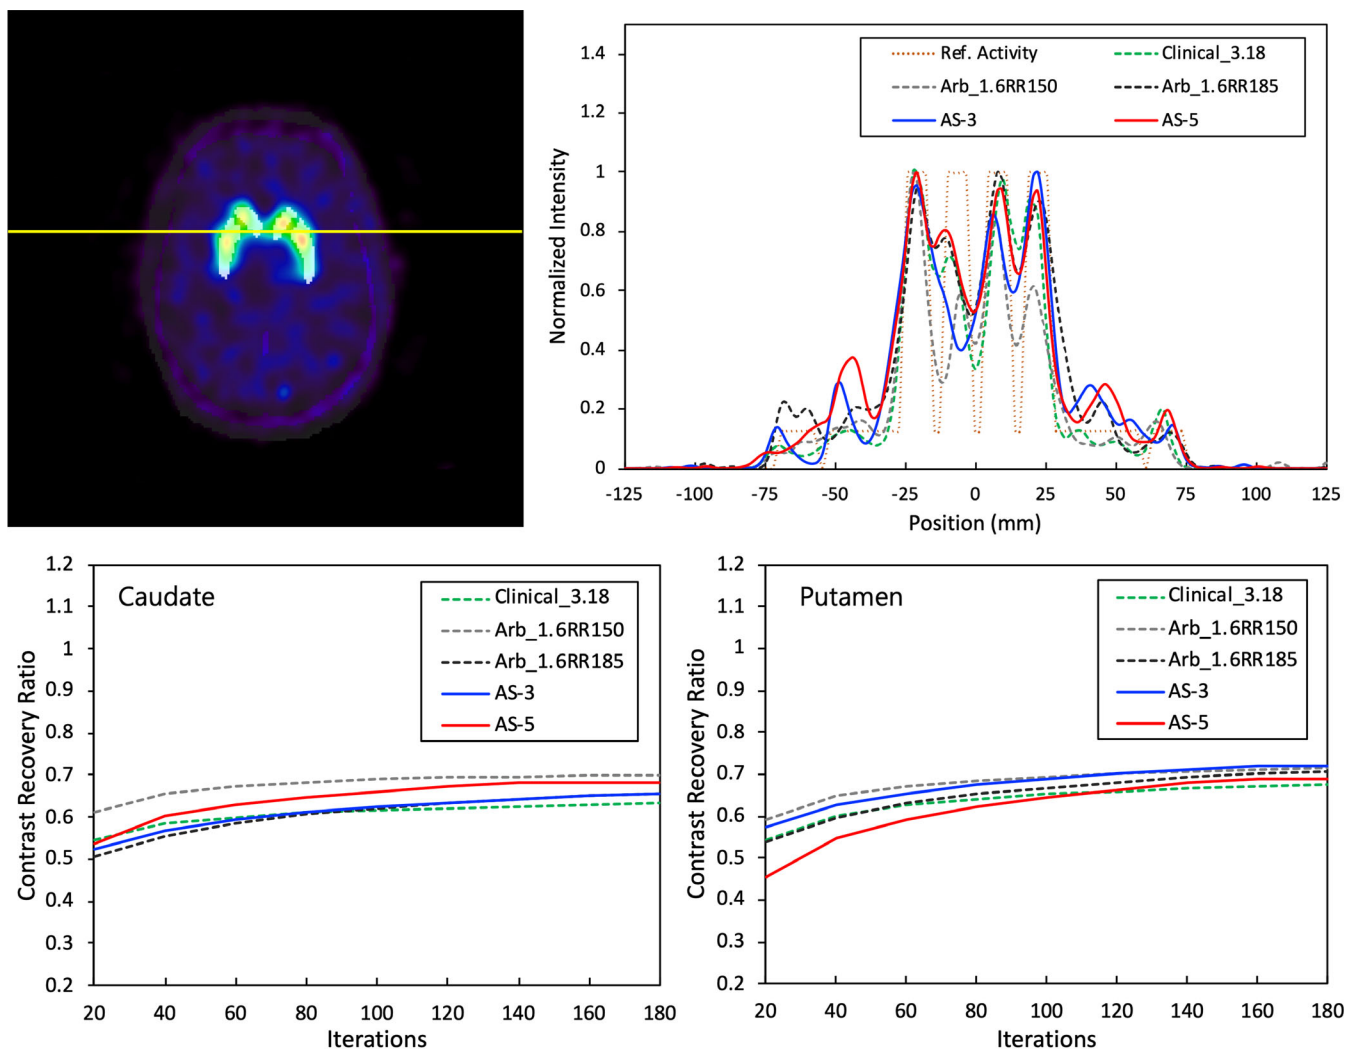 1.4
1.2
1
0.8
0.6
0.4
0.2
0
Normalized Intensity
Ref. Activity Clinical_3.18
Arb_1.6RR150 Arb_1.6RR185
AS-3 AS-5
-125 -100 -75 -50 -25 0 25 50 75 100 125
Position (mm)
Caudate
1.2
1.1
1
0.9
0.8
0.7
0.6
0.5
0.4
0.3
0.2
Contrast Recovery Ratio
Clinical_3.18
Arb_1.6RR150
Arb_1.6RR185
AS-3
AS-5
20 40 60 80 100 120 140 160 180
Iterations
Putamen
1.2
1.1
1
0.9
0.8
0.7
0.6
0.5
0.4
0.3
0.2
Contrast Recovery Ratio
Clinical_3.18
Arb_1.6RR150
Arb_1.6RR185
AS-3
AS-5
20 40 60 80 100 120 140 160 180
Iterations